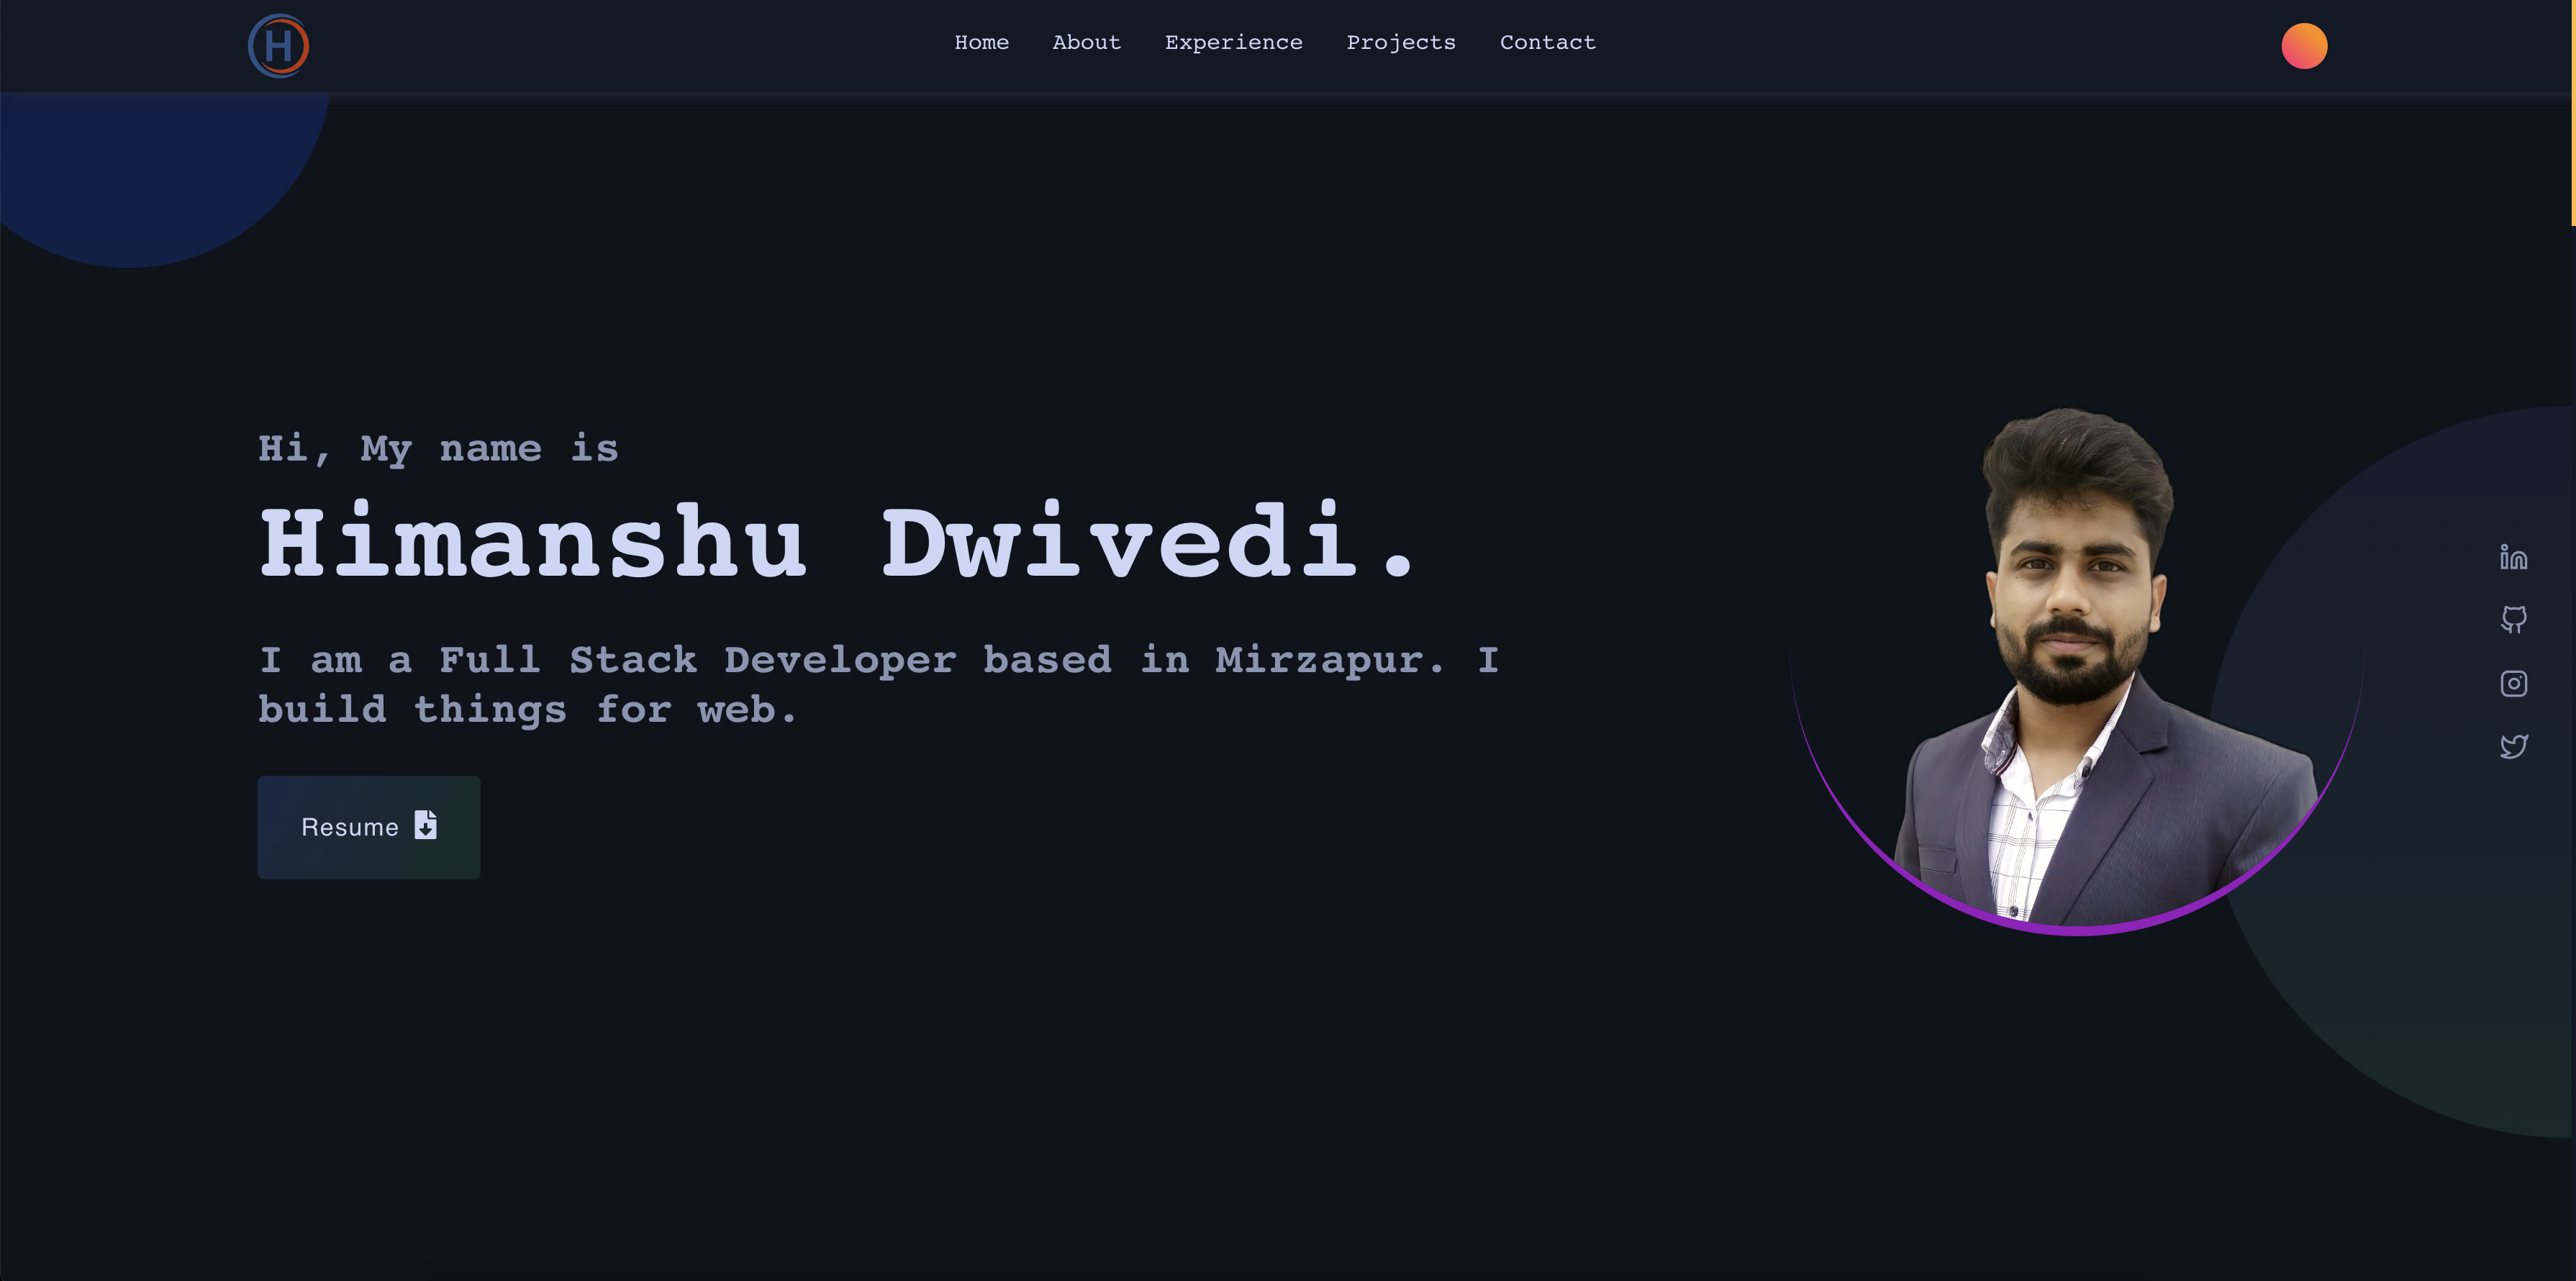 H
Home About Experience Projects Contact
Hi, My name is
Himanshu Dwivedi.
I am a Full Stack Developer based in Mirzapur. I
build things for web.
Resume
in